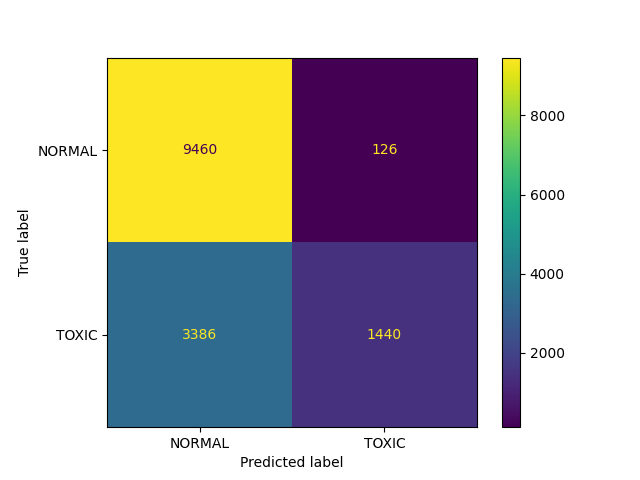 NORMAL
TOXIC
True label
9460
126
3386
1440
NORMAL
TOXIC
Predicted label
8000
6000
4000
2000